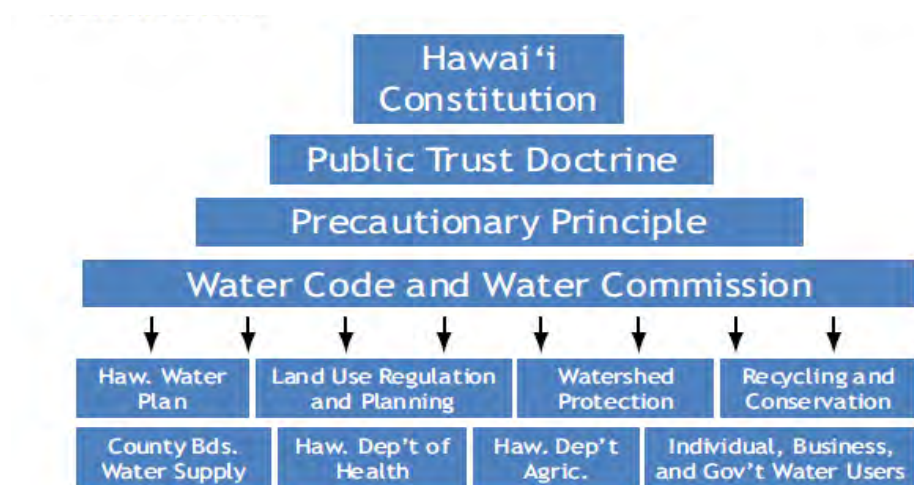 Hawai‘i
Constitution
Public Trust Doctrine
Precautionary Principle
Water Code and Water Commission
Haw. Water
Plan
Land Use Regulation
and Planning
Watershed
Protection
Recycling and
Conservation
County Bds.
Water Supply
Haw. Dep’t of
Health
Haw. Dep’t
Agric.
Individual, Business,
and Gov’t Water Users